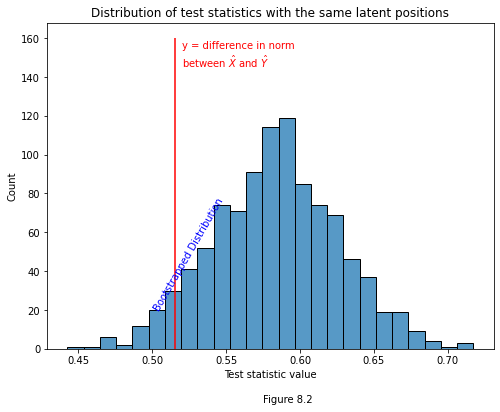 Distribution of test statistics with the same latent positions
160
140
120
100
80
60
40
20
0
Count
y = difference in norm
between X̂ and Ŷ
Bootstrapped Distribution
0.45 0.50 0.55 0.60 0.65 0.70
Test statistic value
Figure 8.2